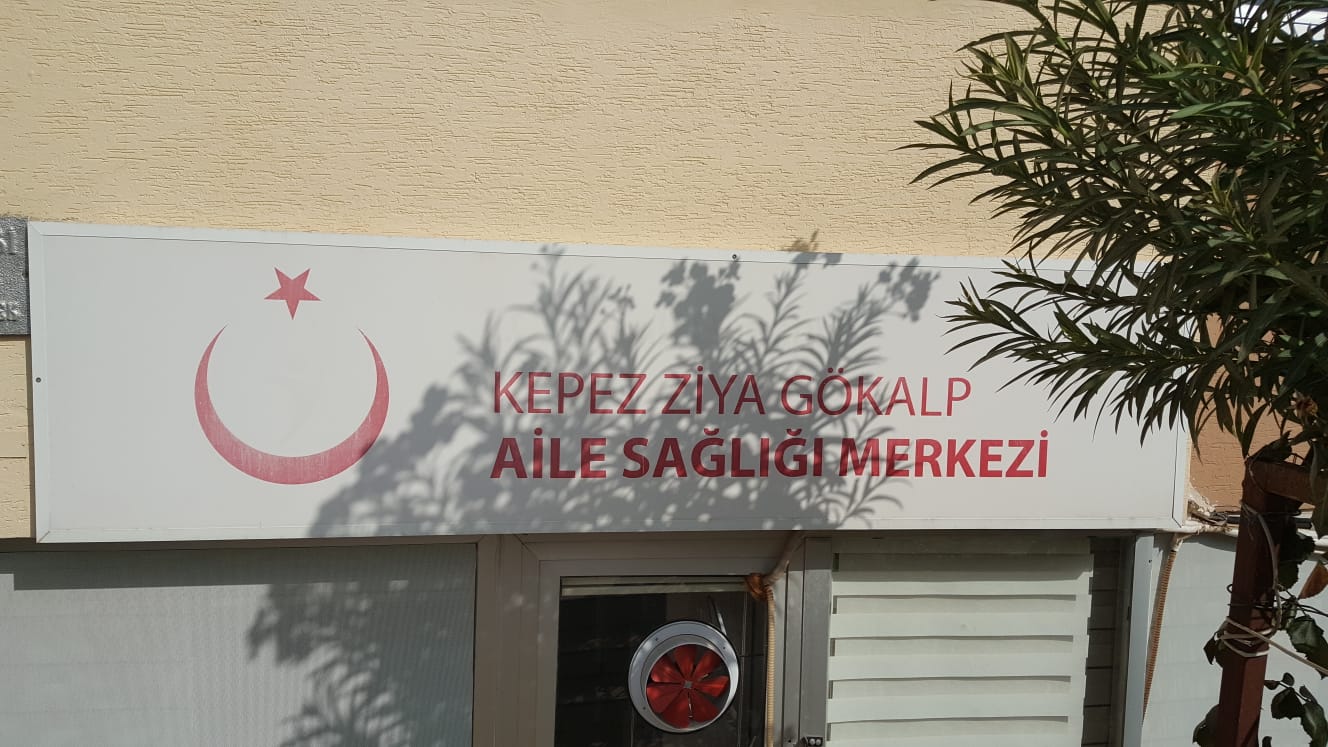 KEPEZ ZİYA GÖKALP
AİLE SAĞLIĞI MERKEZİ